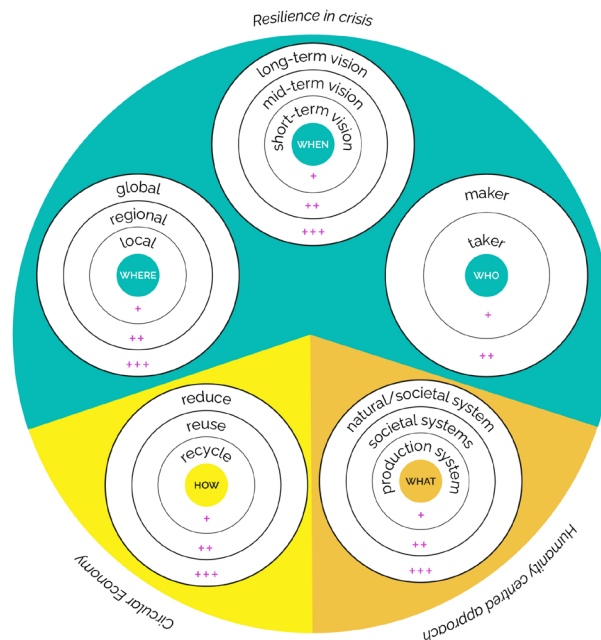 Resilience in crisis
long-term vision
mid-term vision
short-term vision
WHEN
+
++
+++
global
regional
local
WHERE
+
++
+++
maker
taker
WHO
+
++
reduce
reuse
recycle
HOW
+
++
+++
natural/societal system
societal systems
production system
WHAT
+
++
+++
Circular Economy
Humanity centred approach